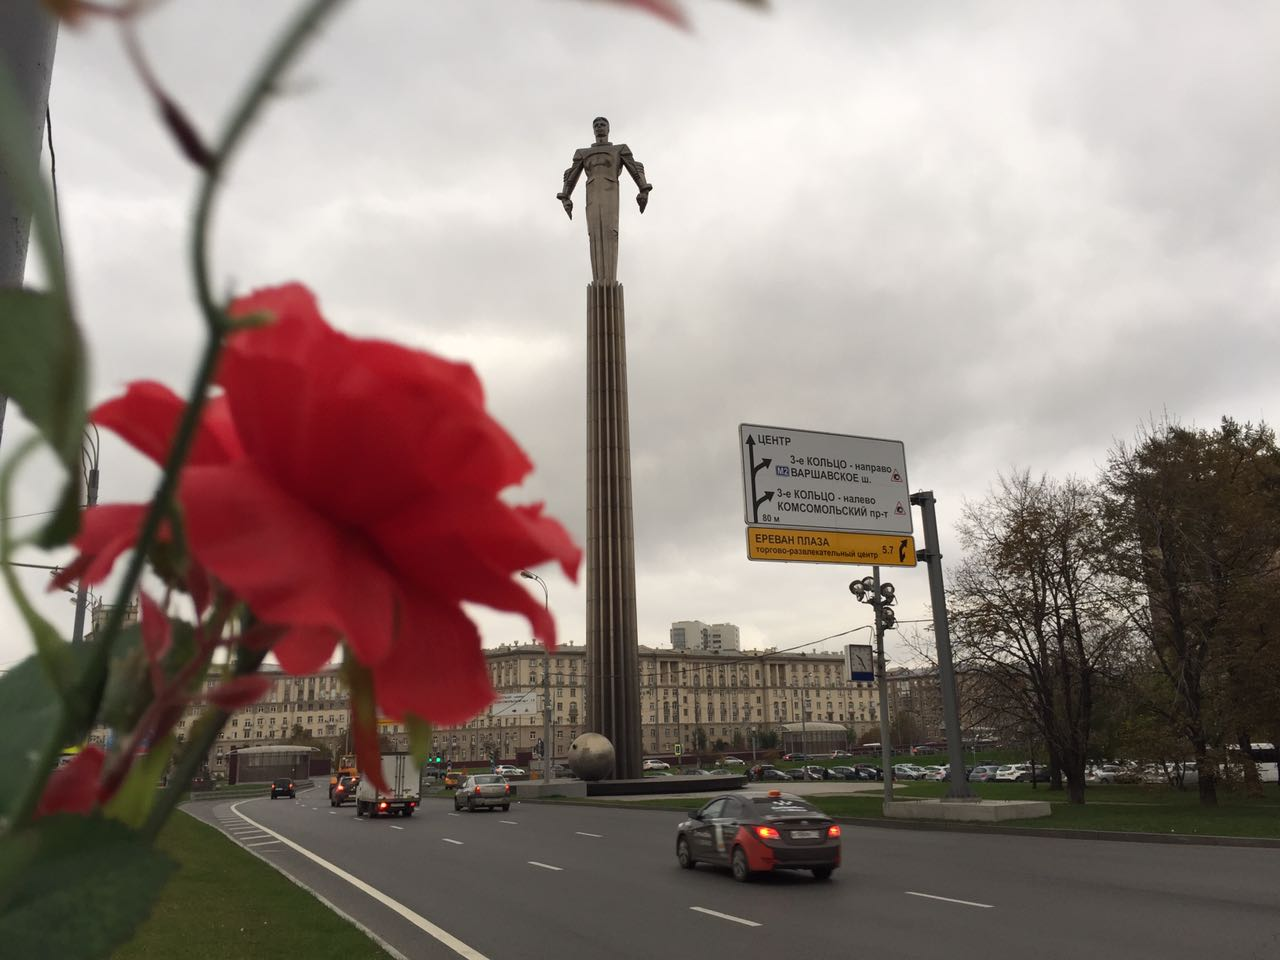 ЦЕНТР
3-е КОЛЬЦО - направо
М2 ВАРШАВСКОЕ ш.
3-е КОЛЬЦО - налево
КОМСОМОЛЬСКИЙ пр-т
80 м
ЕРЕВАН ПЛАЗА
торгово-развлекательный центр 5.7